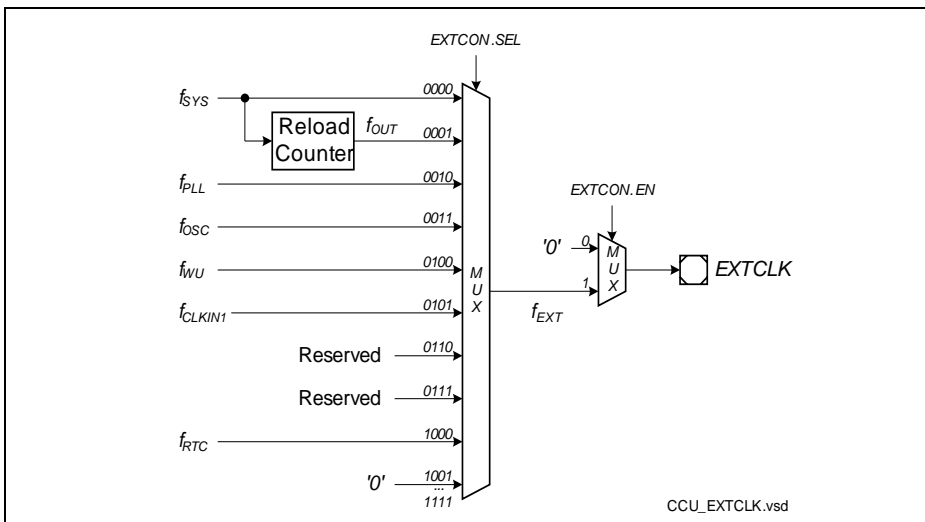 EXTCON.SEL
fSYS 0000
Reload
Counter
fOUT 0001
fPLL 0010
EXTCON.EN
fOSC 0011
'0' 0
fWU 0100
M
U
X
M
U
X
EXTCLK
1
fCLKIN1 0101
fEXT
Reserved 0110
Reserved 0111
fRTC 1000
'0' 1001
...
1111
CCU_EXTCLK.vsd